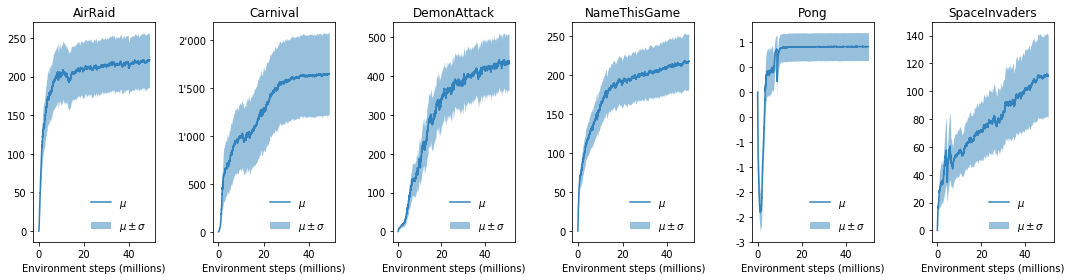 AirRaid
250
200
150
100
50
0
0 20 40
μ
μ ± σ
Environment steps (millions)
Carnival
2'000
1'500
1'000
500
0
0 20 40
μ
μ ± σ
Environment steps (millions)
DemonAttack
500
400
300
200
100
0
0 20 40
μ
μ ± σ
Environment steps (millions)
NameThisGame
250
200
150
100
50
0
0 20 40
μ
μ ± σ
Environment steps (millions)
Pong
1
0
0
-1
-1
-2
-2
-3
0 20 40
μ
μ ± σ
Environment steps (millions)
SpaceInvaders
140
120
100
80
60
40
20
0
0 20 40
μ
μ ± σ
Environment steps (millions)